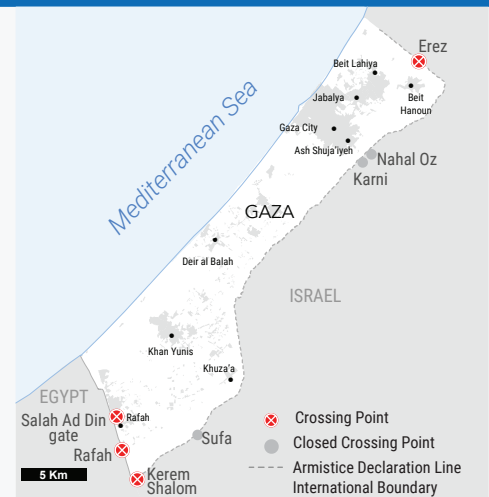 Erez
Beit Lahiya
Jabalya
Beit
Hanoun
Gaza City
Ash Shuja'iyeh
Nahal Oz
Karni
Mediterranean Sea
GAZA
Deir al Balah
ISRAEL
Khan Yunis
Khuza'a
EGYPT
Salah Ad Din
gate
Rafah
Rafah
Sufa
Kerem
Shalom
5 Km
Crossing Point
Closed Crossing Point
Armistice Declaration Line
International Boundary